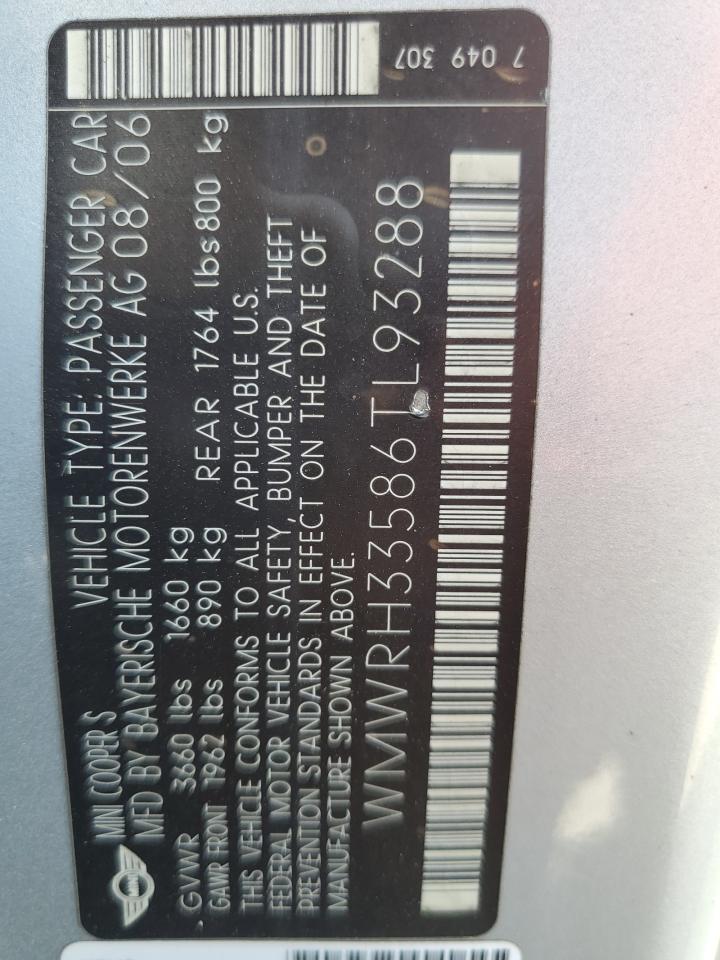 MINI COOPER S VEHICLE TYPE: PASSENGER CAR
MFD BY BAYERISCHE MOTORENWERKE AG 08/06
GVWR 3660 lbs 1660 kg
GAWR FRONT 1962 lbs 890 kg REAR 1764 lbs 800 kg
THIS VEHICLE CONFORMS TO ALL APPLICABLE U.S.
FEDERAL MOTOR VEHICLE SAFETY, BUMPER AND THEFT
PREVENTION STANDARDS IN EFFECT ON THE DATE OF
MANUFACTURE SHOWN ABOVE.
WMWRH33586TL93288
7 049 307